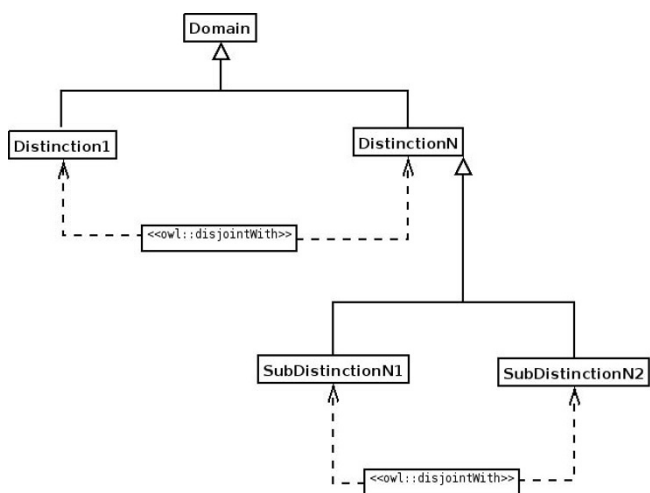 Domain
Distinction1
DistinctionN
<<owl::disjointWith>>
SubDistinctionN1
SubDistinctionN2
<<owl::disjointWith>>